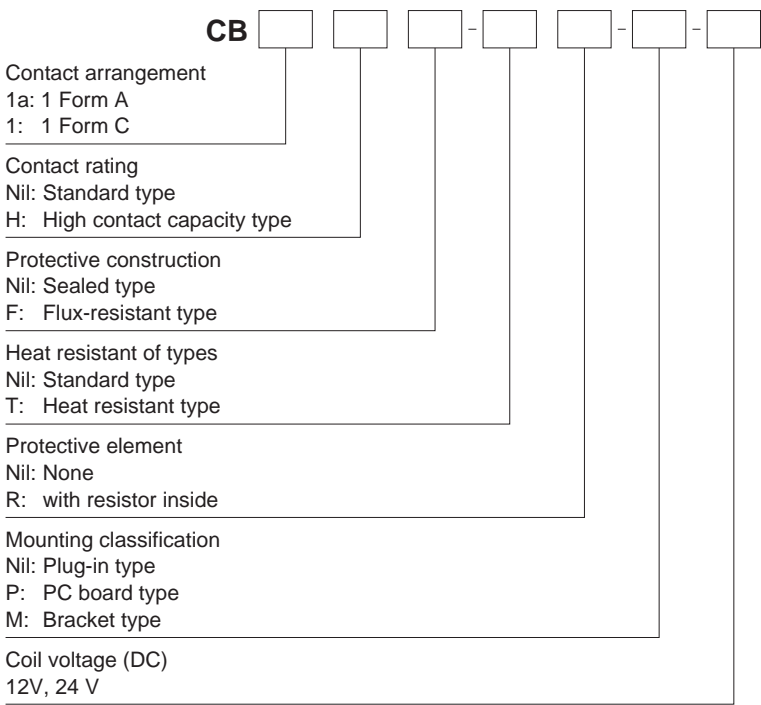 CB - - -
Contact arrangement
1a: 1 Form A
1: 1 Form C
Contact rating
Nil: Standard type
H: High contact capacity type
Protective construction
Nil: Sealed type
F: Flux-resistant type
Heat resistant of types
Nil: Standard type
T: Heat resistant type
Protective element
Nil: None
R: with resistor inside
Mounting classification
Nil: Plug-in type
P: PC board type
M: Bracket type
Coil voltage (DC)
12V, 24 V